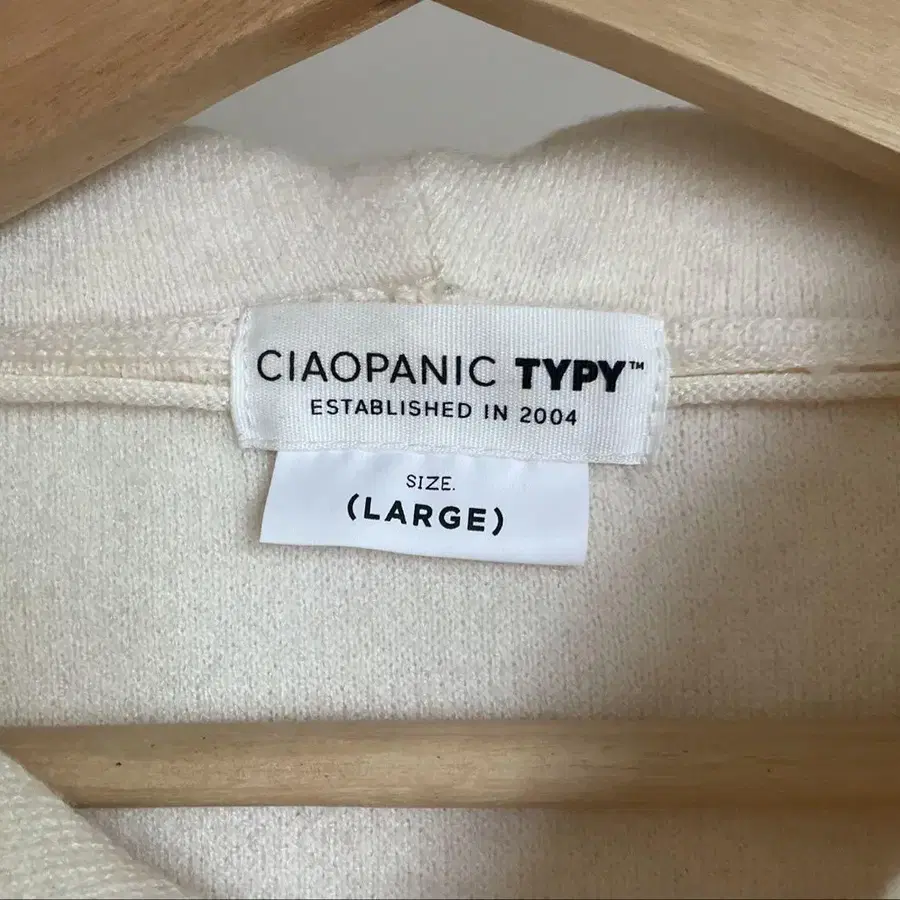 CIAOPANIC TYPY™
ESTABLISHED IN 2004
SIZE.
(LARGE)